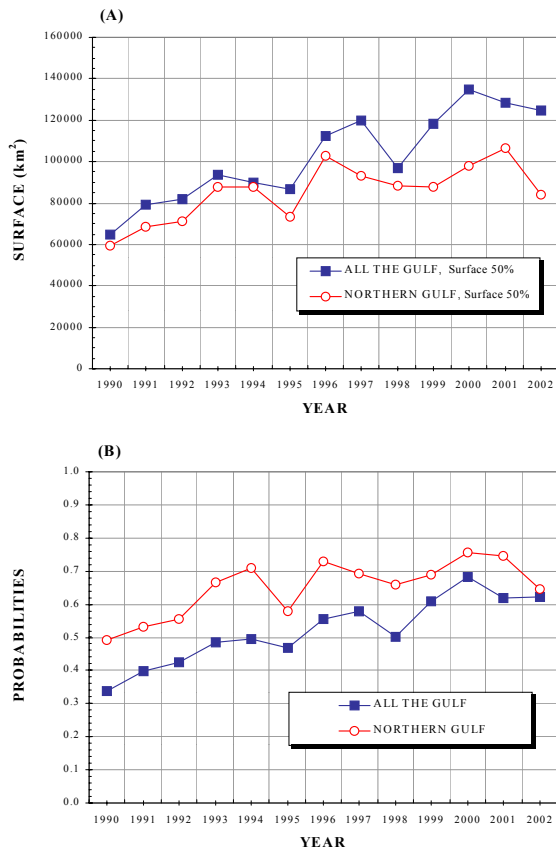 (A)
160000
140000
120000
100000
80000
60000
40000
20000
0
SURFACE (km²)
ALL THE GULF, Surface 50%
NORTHERN GULF, Surface 50%
1990 1991 1992 1993 1994 1995 1996 1997 1998 1999 2000 2001 2002
YEAR
(B)
1.0
0.9
0.8
0.7
0.6
0.5
0.4
0.3
0.2
0.1
0.0
PROBABILITIES
ALL THE GULF
NORTHERN GULF
1990 1991 1992 1993 1994 1995 1996 1997 1998 1999 2000 2001 2002
YEAR